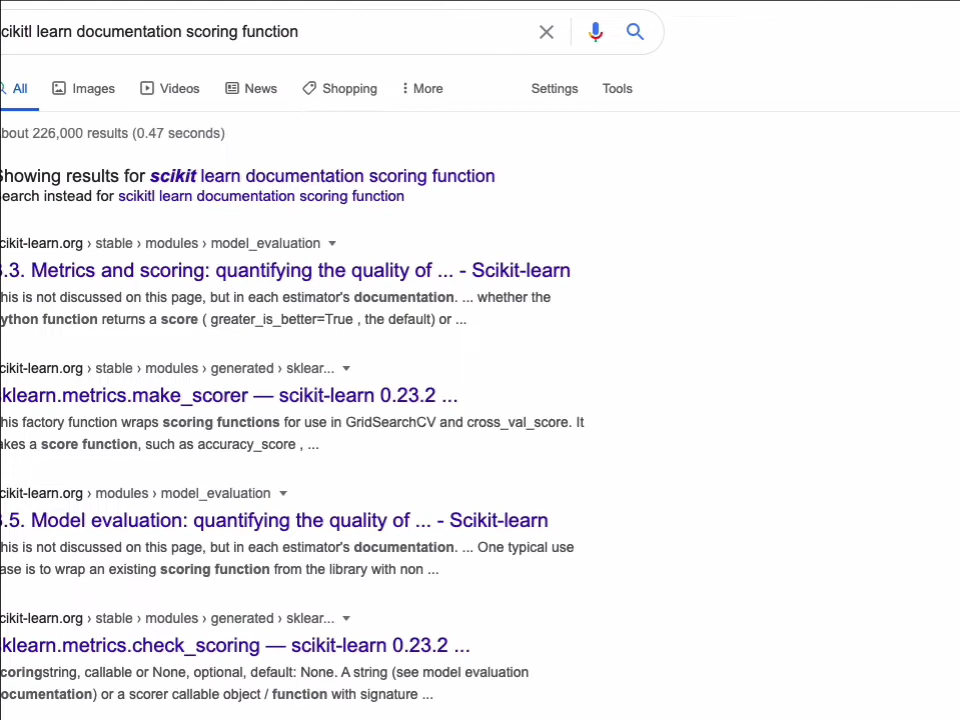 cikitl learn documentation scoring function
All Images Videos News Shopping More Settings Tools
bout 226,000 results (0.47 seconds)
howing results for scikit learn documentation scoring function
earch instead for scikitl learn documentation scoring function
cikit-learn.org › stable › modules › model_evaluation
.3. Metrics and scoring: quantifying the quality of ... - Scikit-learn
his is not discussed on this page, but in each estimator's documentation. ... whether the
ython function returns a score ( greater_is_better=True , the default) or ...
cikit-learn.org › stable › modules › generated › sklear...
klearn.metrics.make_scorer — scikit-learn 0.23.2 ...
his factory function wraps scoring functions for use in GridSearchCV and cross_val_score. It
akes a score function, such as accuracy_score , ...
cikit-learn.org › modules › model_evaluation
.5. Model evaluation: quantifying the quality of ... - Scikit-learn
his is not discussed on this page, but in each estimator's documentation. ... One typical use
ase is to wrap an existing scoring function from the library with non ...
cikit-learn.org › stable › modules › generated › sklear...
klearn.metrics.check_scoring — scikit-learn 0.23.2 ...
coringstring, callable or None, optional, default: None. A string (see model evaluation
ocumentation) or a scorer callable object / function with signature ...